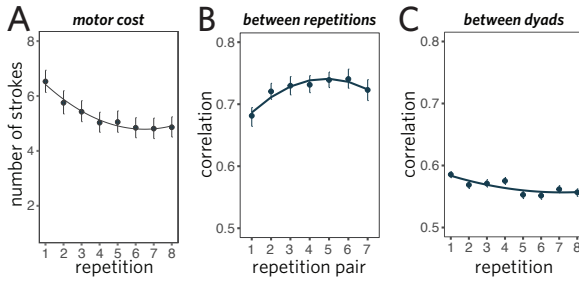 A
motor cost
number of strokes
8
6
4
2
1 2 3 4 5 6 7 8
repetition
B
between repetitions
correlation
0.8
0.7
0.6
0.5
1 2 3 4 5 6 7
repetition pair
C
between dyads
correlation
0.8
0.7
0.6
0.5
1 2 3 4 5 6 7 8
repetition